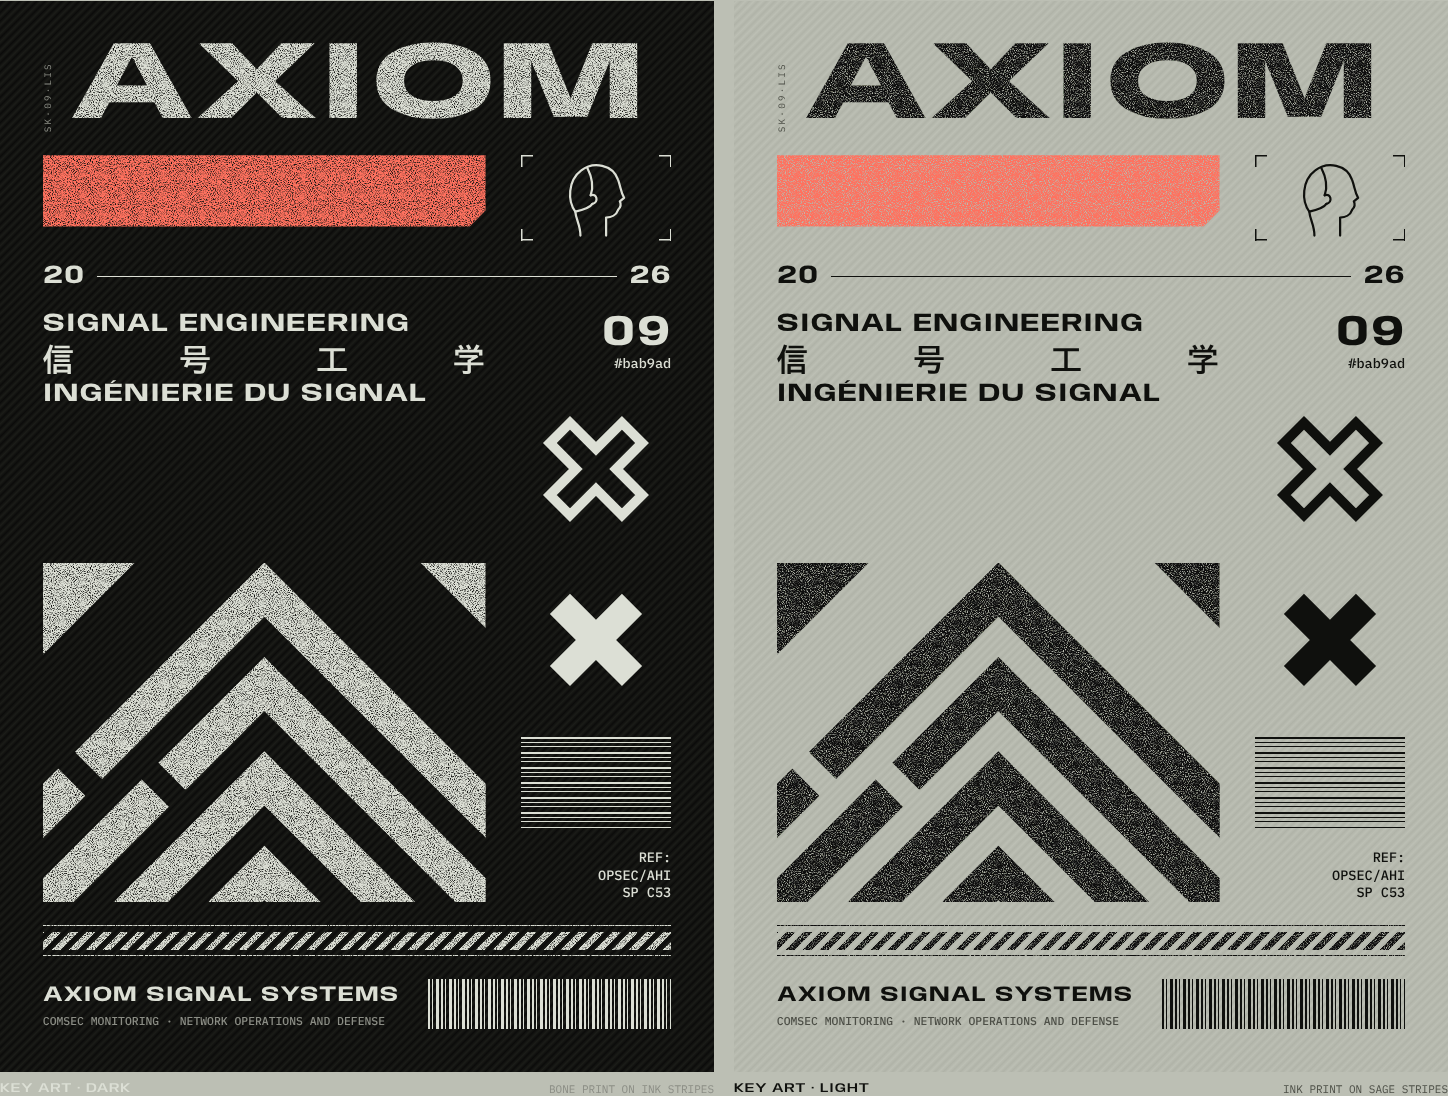 AXIOM
SK·09·LIS
20 26
SIGNAL ENGINEERING
信号工学
INGÉNIERIE DU SIGNAL
09
#bab9ad
REF:
OPSEC/AHI
SP C53
AXIOM SIGNAL SYSTEMS
COMSEC MONITORING · NETWORK OPERATIONS AND DEFENSE
KEY ART · DARK
BONE PRINT ON INK STRIPES
AXIOM
SK·09·LIS
20 26
SIGNAL ENGINEERING
信号工学
INGÉNIERIE DU SIGNAL
09
#bab9ad
REF:
OPSEC/AHI
SP C53
AXIOM SIGNAL SYSTEMS
COMSEC MONITORING · NETWORK OPERATIONS AND DEFENSE
KEY ART · LIGHT
INK PRINT ON SAGE STRIPES